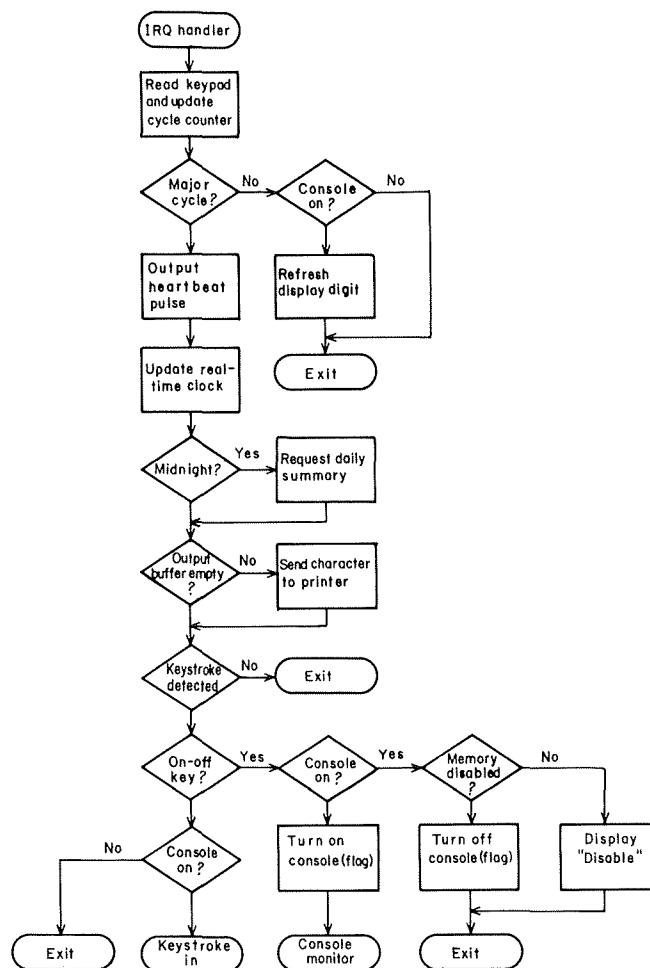 IRQ handler
Read keypad
and update
cycle counter
Major
cycle?
No
Console
on?
No
Output
heartbeat
pulse
Refresh
display digit
Update real-
time clock
Exit
Midnight?
Yes
Request daily
summary
Output
buffer empty
?
No
Send character
to printer
Keystroke
detected
No
Exit
On-off
key?
Yes
Console
on?
Yes
Memory
disabled
?
No
No
Console
on?
Turn on
console(flag)
Turn off
console(flag)
Display
"Disable"
Exit
Keystroke
in
Console
monitor
Exit